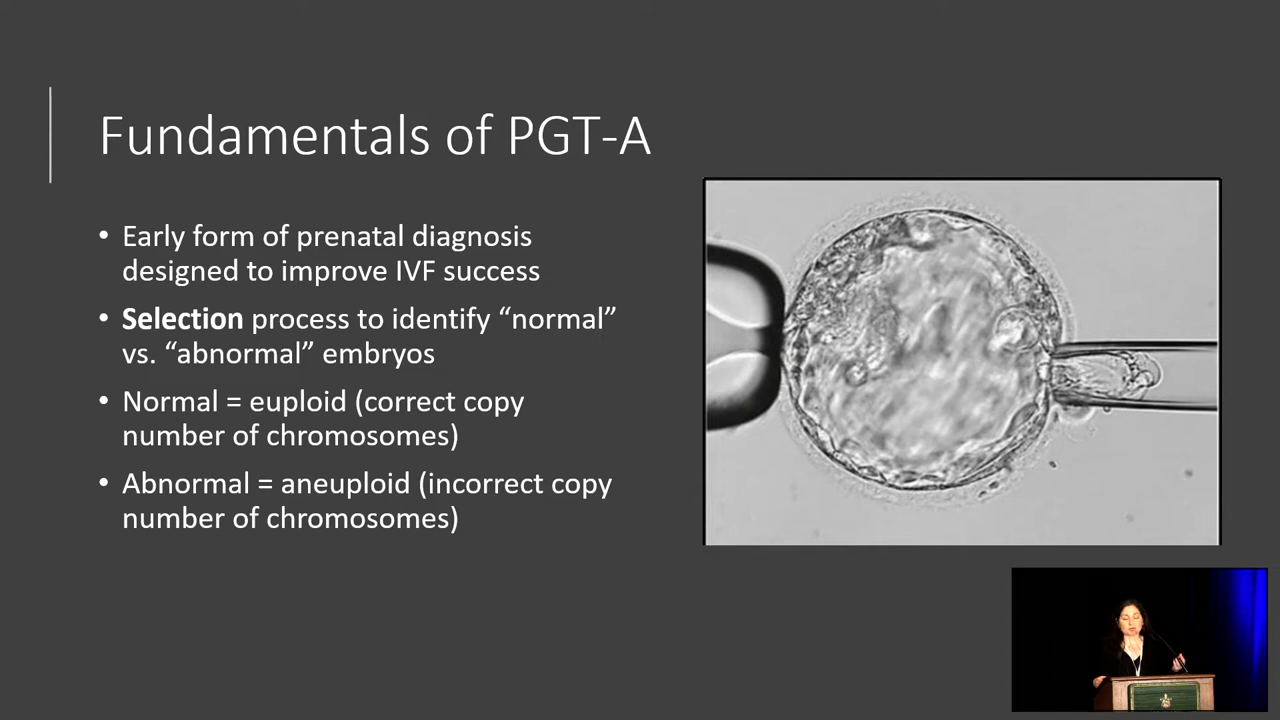 Fundamentals of PGT-A
• Early form of prenatal diagnosis
designed to improve IVF success
• Selection process to identify “normal”
vs. “abnormal” embryos
• Normal = euploid (correct copy
number of chromosomes)
• Abnormal = aneuploid (incorrect copy
number of chromosomes)